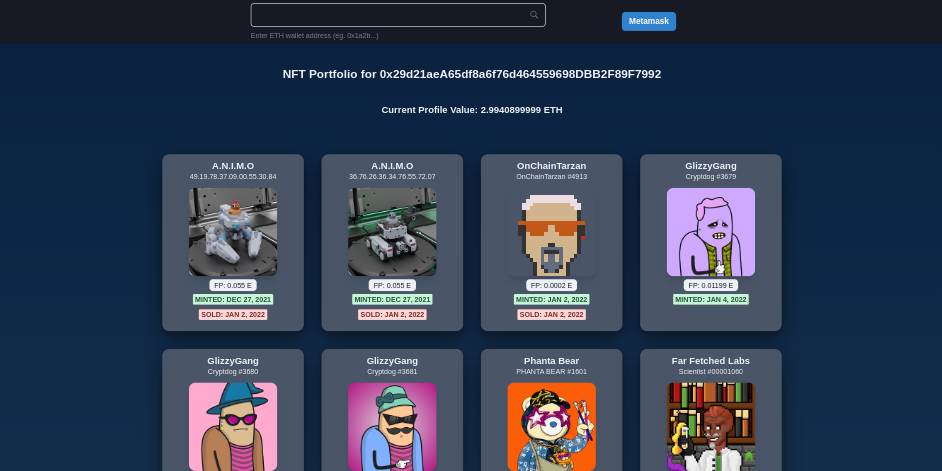 Enter ETH wallet address (eg. 0x1a2b...)
Metamask
NFT Portfolio for 0x29d21aeA65df8a6f76d464559698DBB2F89F7992
Current Profile Value: 2.9940899999 ETH
A.N.I.M.O
49.19.78.37.09.00.55.30.84
FP: 0.055 E
MINTED: DEC 27, 2021
SOLD: JAN 2, 2022
A.N.I.M.O
36.76.26.36.34.76.55.72.07
FP: 0.055 E
MINTED: DEC 27, 2021
SOLD: JAN 2, 2022
OnChainTarzan
OnChainTarzan #4913
FP: 0.0002 E
MINTED: JAN 2, 2022
SOLD: JAN 2, 2022
GlizzyGang
Cryptdog #3679
FP: 0.01199 E
MINTED: JAN 4, 2022
GlizzyGang
Cryptdog #3680
GlizzyGang
Cryptdog #3681
Phanta Bear
PHANTA BEAR #1601
Far Fetched Labs
Scientist #00001060